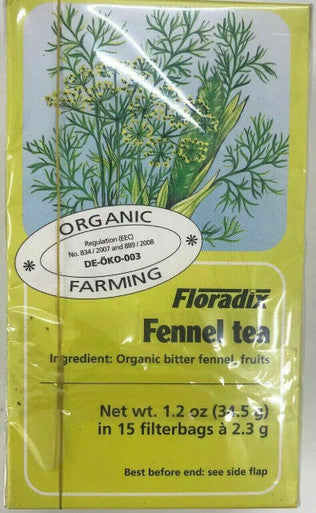 ORGANIC
Regulation (EEC)
No. 834 / 2007 and 889 / 2008
DE-ÖKO-003
FARMING
Floradix
Fennel tea
Ingredient: Organic bitter fennel, fruits
Net wt. 1.2 oz (34.5 g)
in 15 filterbags à 2.3 g
Best before end: see side flap